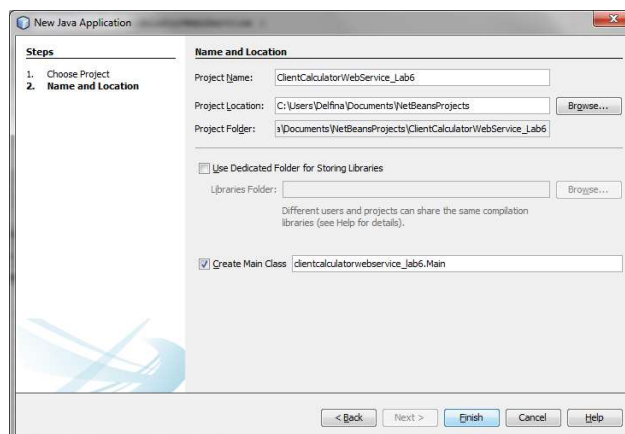 New Java Application
Steps
1. Choose Project
2. Name and Location
Name and Location
Project Name: ClientCalculatorWebService_Lab6
Project Location: C:\Users\Delfina\Documents\NetBeansProjects Browse...
Project Folder: a\Documents\NetBeansProjects\ClientCalculatorWebService_Lab6
Use Dedicated Folder for Storing Libraries
Libraries Folder: Browse...
Different users and projects can share the same compilation
libraries (see Help for details).
Create Main Class clientcalculatorwebservice_lab6.Main
< Back Next > Finish Cancel Help